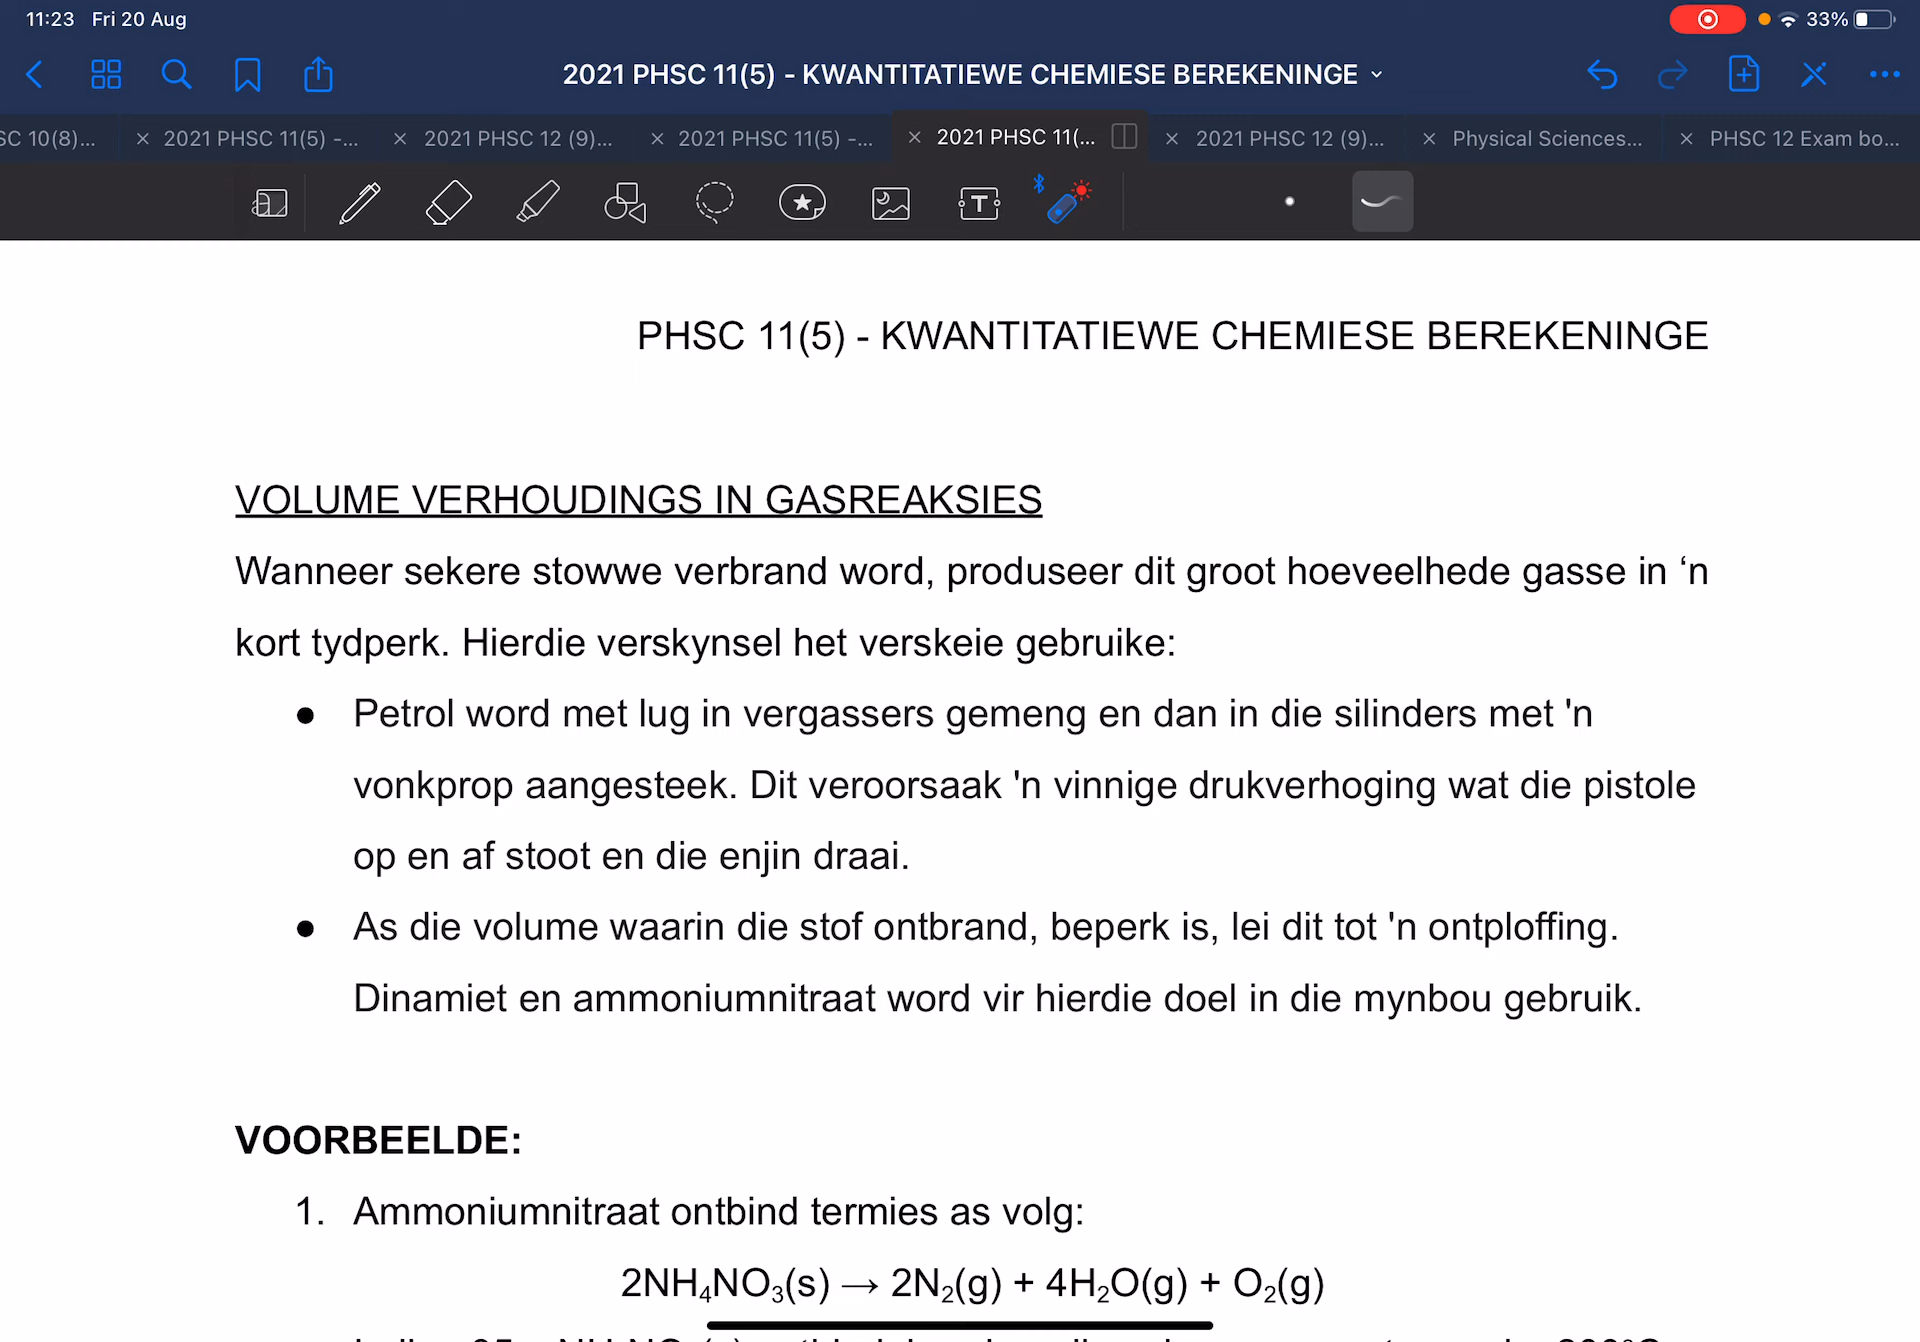 11:23 Fri 20 Aug
33%
2021 PHSC 11(5) - KWANTITATIEWE CHEMIESE BEREKENINGE
SC 10(8)... × 2021 PHSC 11(5) -... × 2021 PHSC 12 (9)... × 2021 PHSC 11(5) -... × 2021 PHSC 11(... × 2021 PHSC 12 (9)... × Physical Sciences... × PHSC 12 Exam bo...
T
PHSC 11(5) - KWANTITATIEWE CHEMIESE BEREKENINGE
VOLUME VERHOUDINGS IN GASREAKSIES
Wanneer sekere stowwe verbrand word, produseer dit groot hoeveelhede gasse in ‘n
kort tydperk. Hierdie verskynsel het verskeie gebruike:
● Petrol word met lug in vergassers gemeng en dan in die silinders met 'n
vonkprop aangesteek. Dit veroorsaak 'n vinnige drukverhoging wat die pistole
op en af stoot en die enjin draai.
● As die volume waarin die stof ontbrand, beperk is, lei dit tot 'n ontploffing.
Dinamiet en ammoniumnitraat word vir hierdie doel in die mynbou gebruik.
VOORBEELDE:
1. Ammoniumnitraat ontbind termies as volg:
2NH₄NO₃(s) → 2N₂(g) + 4H₂O(g) + O₂(g)